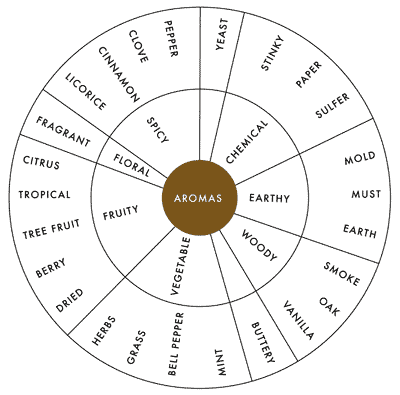 YEAST
STINKY
PAPER
SULFER
MOLD
MUST
EARTH
SMOKE
OAK
VANILLA
BUTTERY
MINT
BELL PEPPER
GRASS
HERBS
DRIED
BERRY
TREE FRUIT
TROPICAL
CITRUS
FRAGRANT
LICORICE
CINNAMON
CLOVE
PEPPER
CHEMICAL
EARTHY
WOODY
VEGETABLE
FRUITY
FLORAL
SPICY
AROMAS